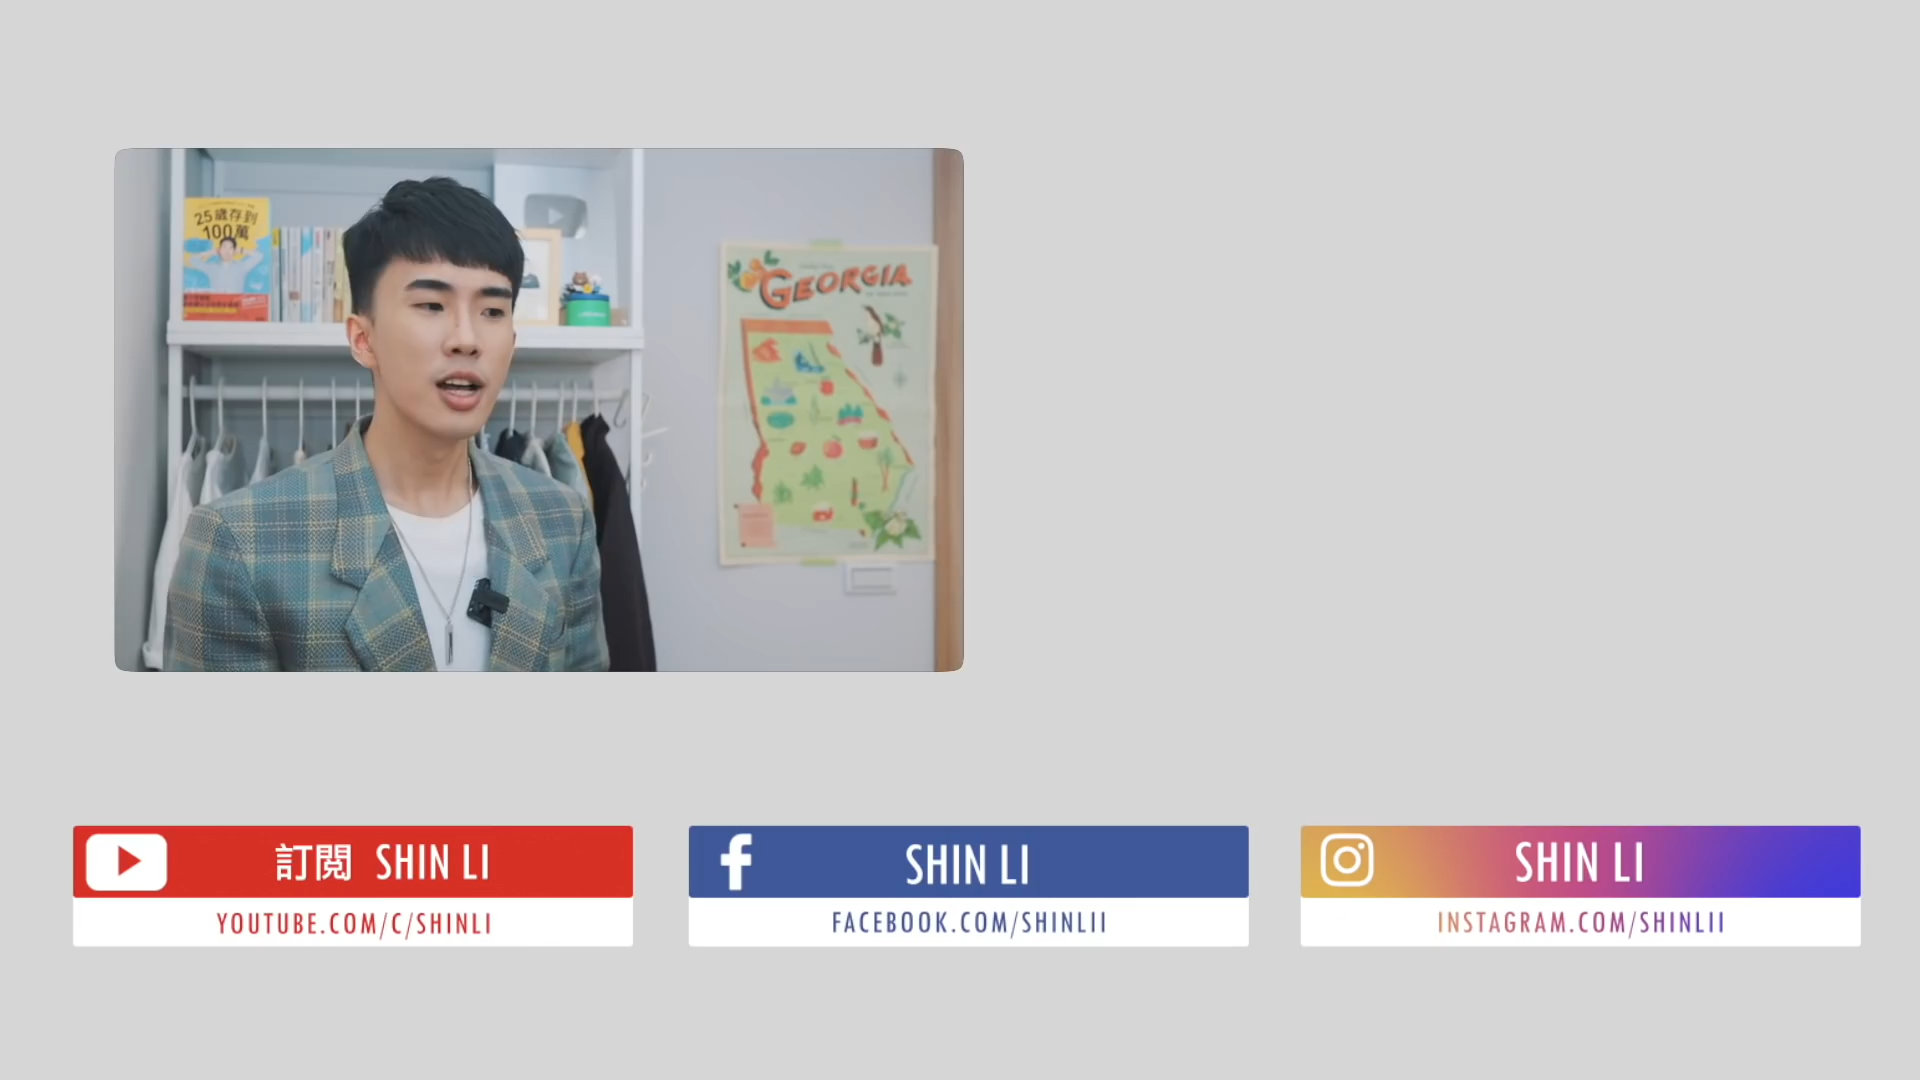 25歲存到
100萬
GEORGIA
訂閱 SHIN LI
YOUTUBE.COM/C/SHINLI
SHIN LI
FACEBOOK.COM/SHINLII
SHIN LI
INSTAGRAM.COM/SHINLII